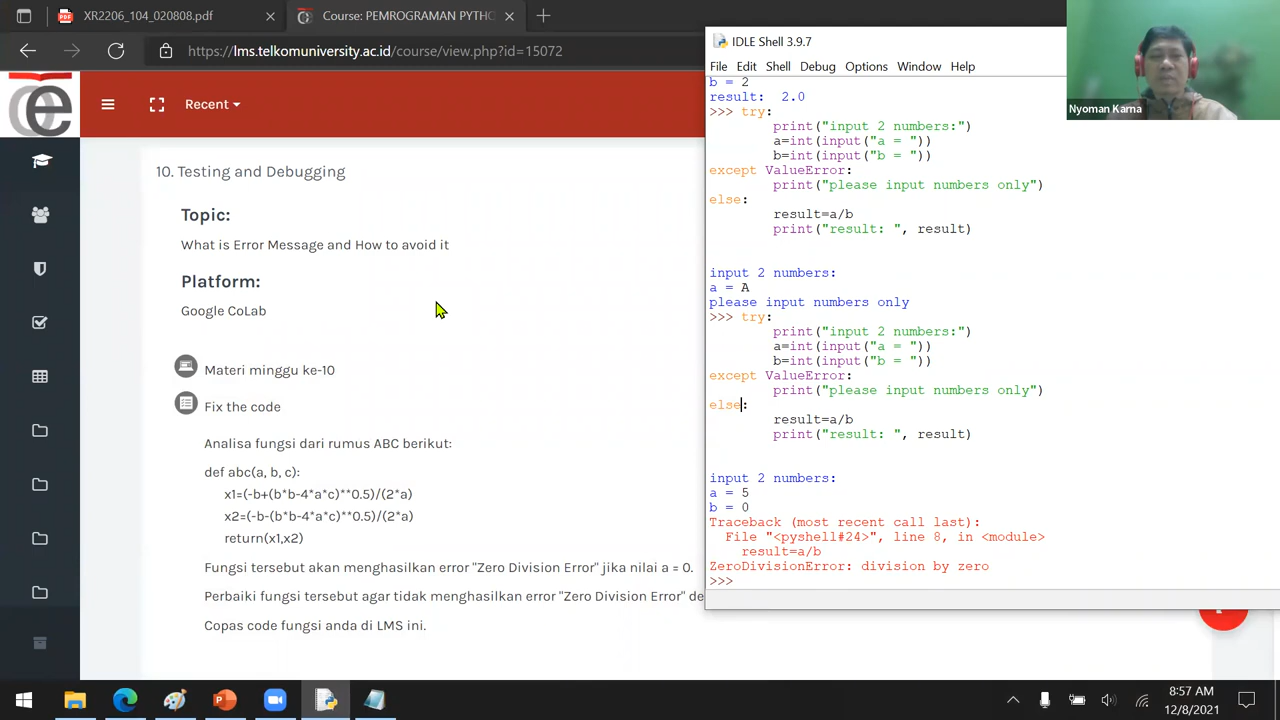 XR2206_104_020808.pdf
Course: PEMROGRAMAN PYTHO
https://lms.telkomuniversity.ac.id/course/view.php?id=15072
Recent
10. Testing and Debugging
Topic:
What is Error Message and How to avoid it
Platform:
Google CoLab
Materi minggu ke-10
Fix the code
Analisa fungsi dari rumus ABC berikut:
def abc(a, b, c):
x1=(-b+(b*b-4*a*c)**0.5)/(2*a)
x2=(-b-(b*b-4*a*c)**0.5)/(2*a)
return(x1,x2)
Fungsi tersebut akan menghasilkan error "Zero Division Error" jika nilai a = 0.
Perbaiki fungsi tersebut agar tidak menghasilkan error "Zero Division Error" de
Copas code fungsi anda di LMS ini.
IDLE Shell 3.9.7
File Edit Shell Debug Options Window Help
b = 2
result:  2.0
>>> try:
print("input 2 numbers:")
a=int(input("a = "))
b=int(input("b = "))
except ValueError:
print("please input numbers only")
else:
result=a/b
print("result: ", result)
input 2 numbers:
a = A
please input numbers only
>>> try:
print("input 2 numbers:")
a=int(input("a = "))
b=int(input("b = "))
except ValueError:
print("please input numbers only")
else:
result=a/b
print("result: ", result)
input 2 numbers:
a = 5
b = 0
Traceback (most recent call last):
File "<pyshell#24>", line 8, in <module>
result=a/b
ZeroDivisionError: division by zero
>>>
Nyoman Karna
8:57 AM
12/8/2021